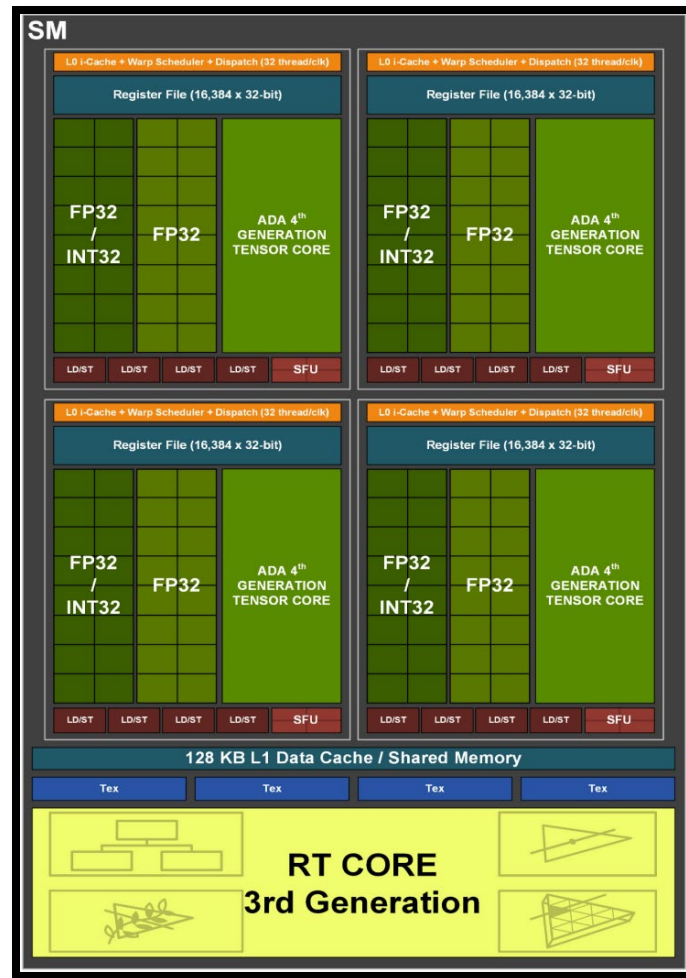 SM
L0 i-Cache + Warp Scheduler + Dispatch (32 thread/clk)
Register File (16,384 x 32-bit)
FP32
/
INT32
FP32
ADA 4th
GENERATION
TENSOR CORE
LD/ST LD/ST LD/ST LD/ST SFU
L0 i-Cache + Warp Scheduler + Dispatch (32 thread/clk)
Register File (16,384 x 32-bit)
FP32
/
INT32
FP32
ADA 4th
GENERATION
TENSOR CORE
LD/ST LD/ST LD/ST LD/ST SFU
L0 i-Cache + Warp Scheduler + Dispatch (32 thread/clk)
Register File (16,384 x 32-bit)
FP32
/
INT32
FP32
ADA 4th
GENERATION
TENSOR CORE
LD/ST LD/ST LD/ST LD/ST SFU
L0 i-Cache + Warp Scheduler + Dispatch (32 thread/clk)
Register File (16,384 x 32-bit)
FP32
/
INT32
FP32
ADA 4th
GENERATION
TENSOR CORE
LD/ST LD/ST LD/ST LD/ST SFU
128 KB L1 Data Cache / Shared Memory
Tex Tex Tex Tex
RT CORE
3rd Generation